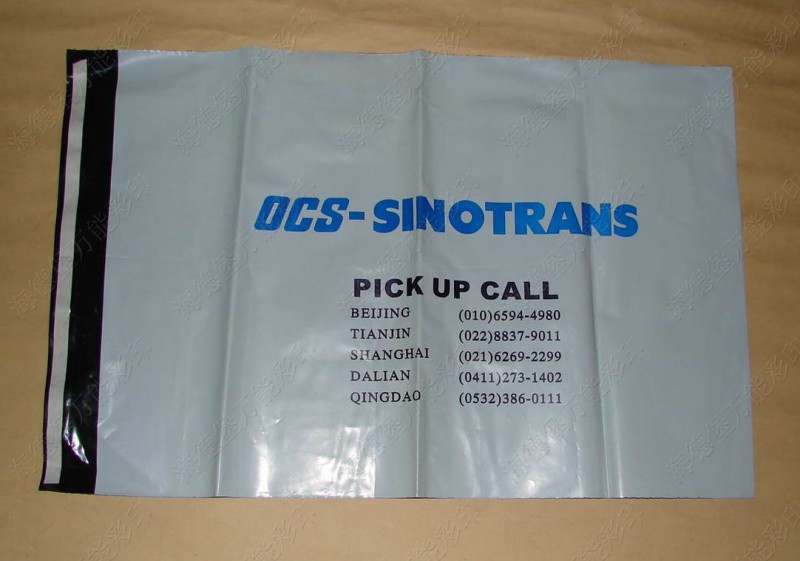 OCS-SINOTRANS
PICK UP CALL
BEIJING (010)6594-4980
TIANJIN (022)8837-9011
SHANGHAI (021)6269-2299
DALIAN (0411)273-1402
QINGDAO (0532)386-0111